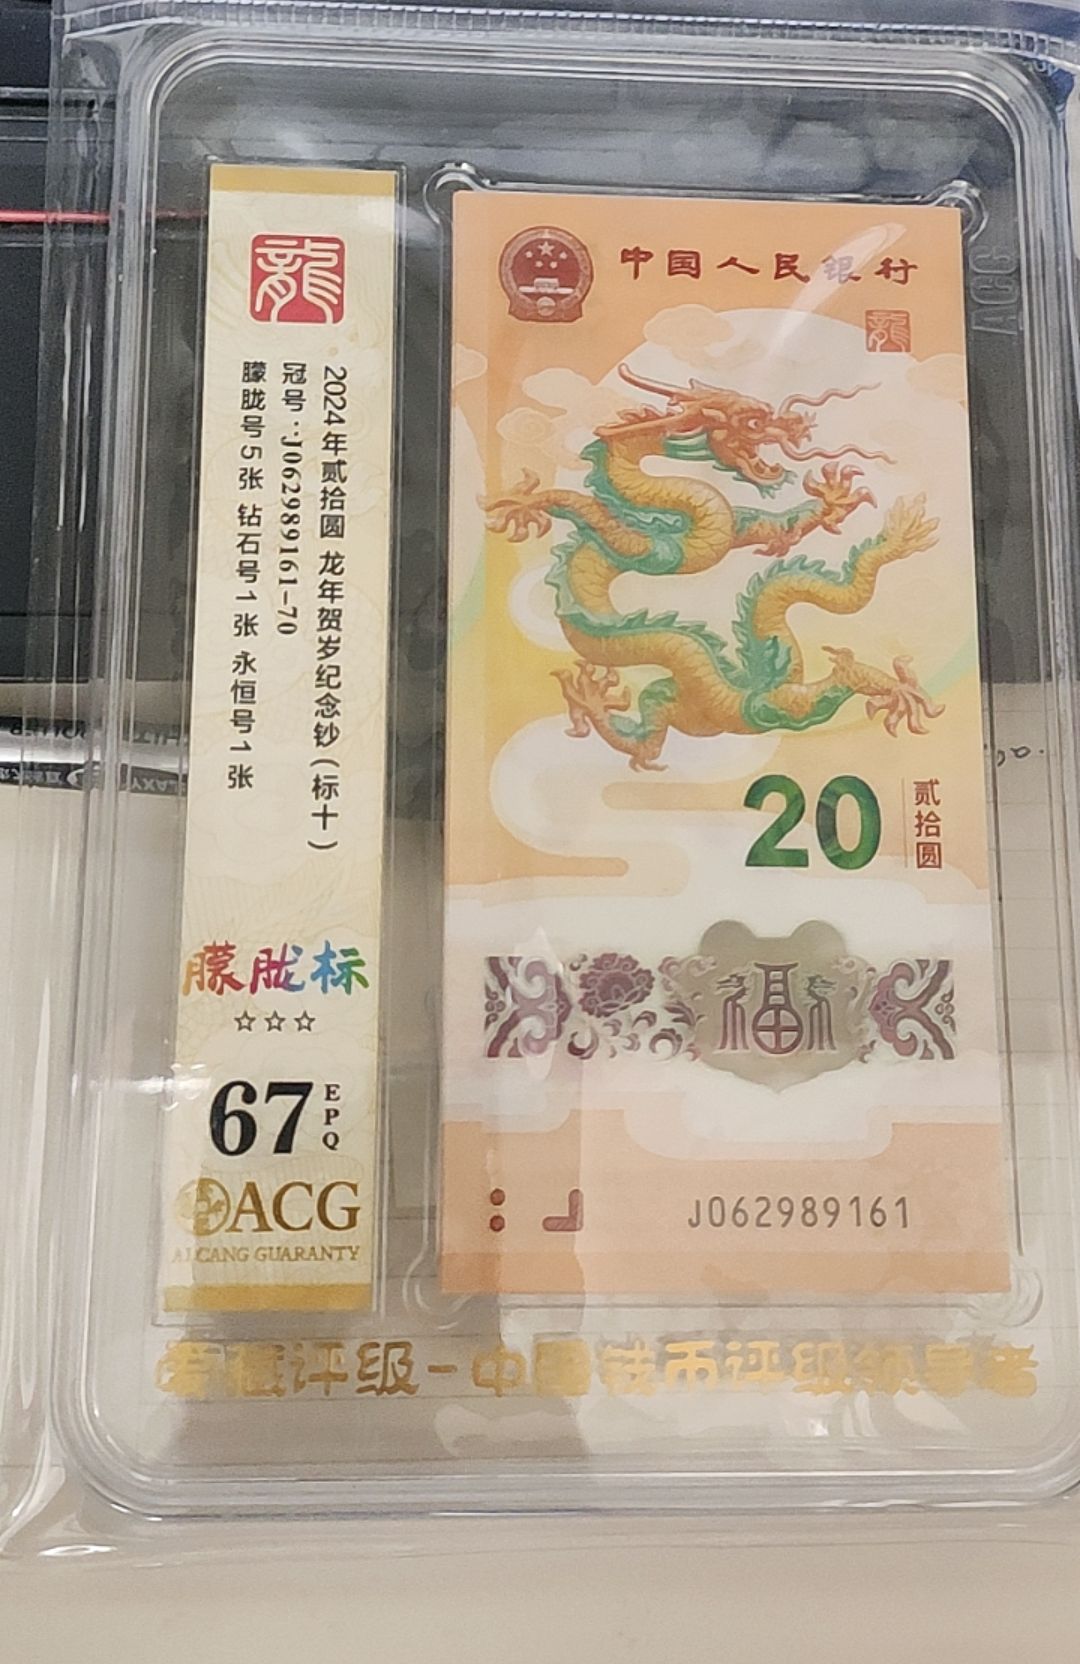 龍
2024年贰拾圆 龙年贺岁纪念钞(标十)
冠号:J062989161-70
朦胧号5张 钻石号1张 永恒号1张
朦胧标
☆☆☆
67
EPQ
ACG
AICANG GUARANTY
中国人民银行
龍
20
贰拾圆
福
J062989161
爱藏评级-中国钱币评级领导者
ACG